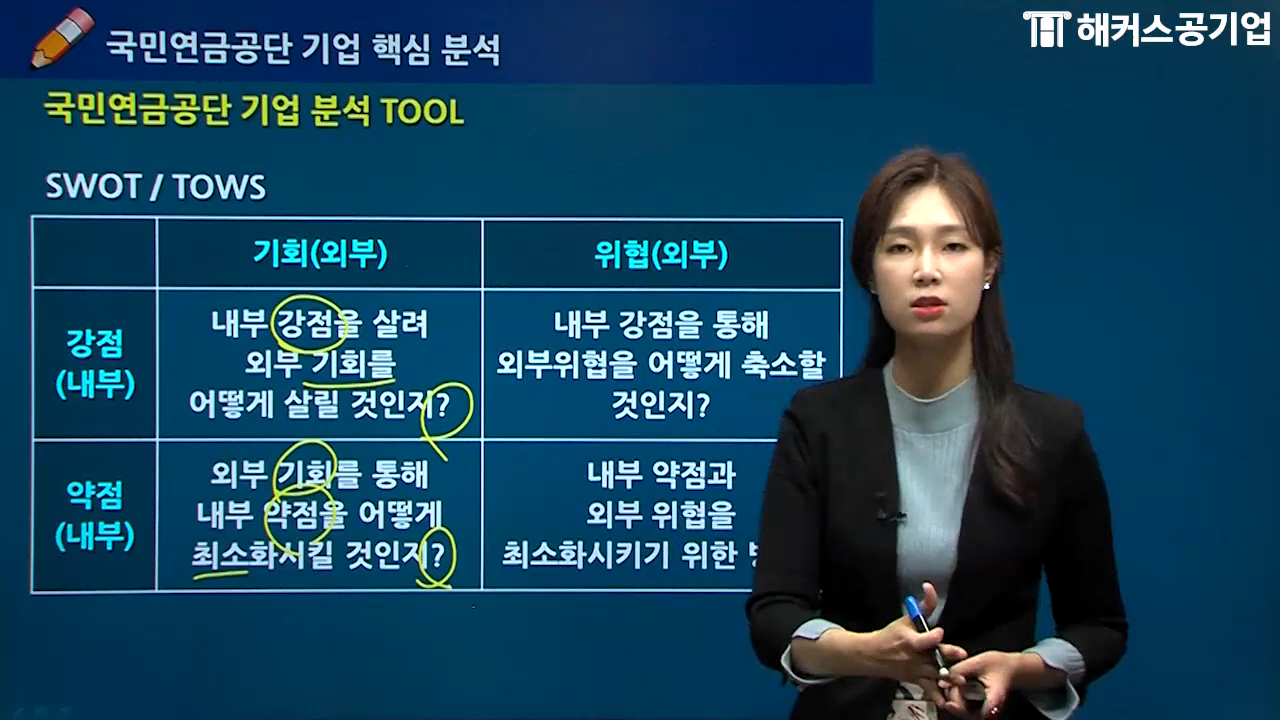 국민연금공단 기업 핵심 분석
해커스공기업
국민연금공단 기업 분석 TOOL
SWOT / TOWS
기회(외부)
위협(외부)
강점
(내부)
내부 강점을 살려
외부 기회를
어떻게 살릴 것인지?
내부 강점을 통해
외부위협을 어떻게 축소할
것인지?
약점
(내부)
외부 기회를 통해
내부 약점을 어떻게
최소화시킬 것인지?
내부 약점과
외부 위협을
최소화시키기 위한